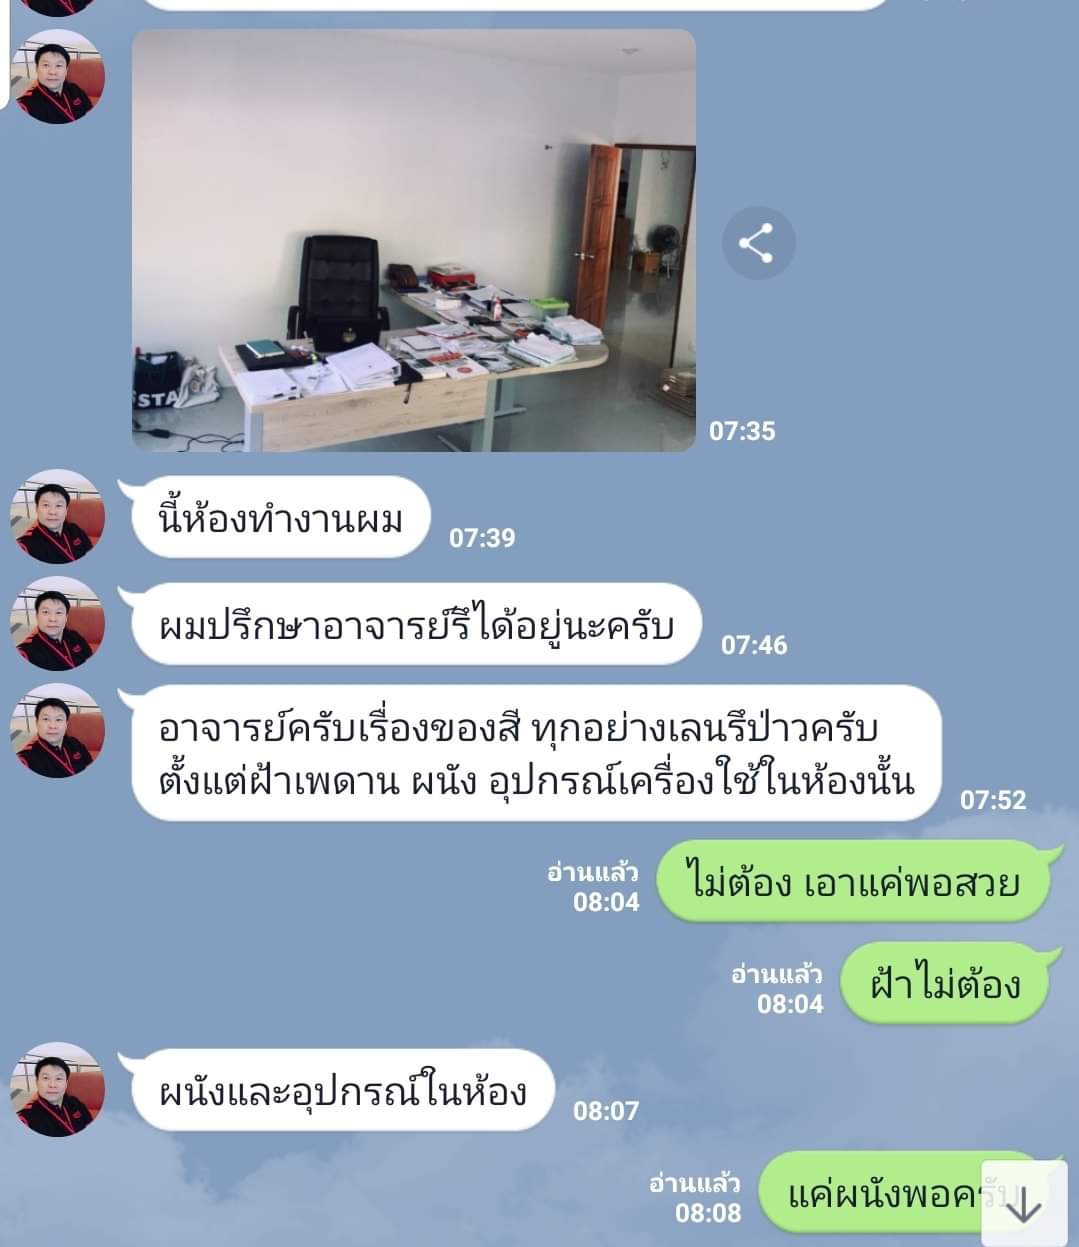 STA
07:35
นี้ห้องทำงานผม
07:39
ผมปรึกษาอาจารย์รึได้อยู่นะครับ
07:46
อาจารย์ครับเรื่องของสี ทุกอย่างเลนรึป่าวครับ
ตั้งแต่ฝ้าเพดาน ผนัง อุปกรณ์เครื่องใช้ในห้องนั้น
07:52
อ่านแล้ว
08:04
ไม่ต้อง เอาแค่พอสวย
อ่านแล้ว
08:04
ฝ้าไม่ต้อง
ผนังและอุปกรณ์ในห้อง
08:07
อ่านแล้ว
08:08
แค่ผนังพอครับ